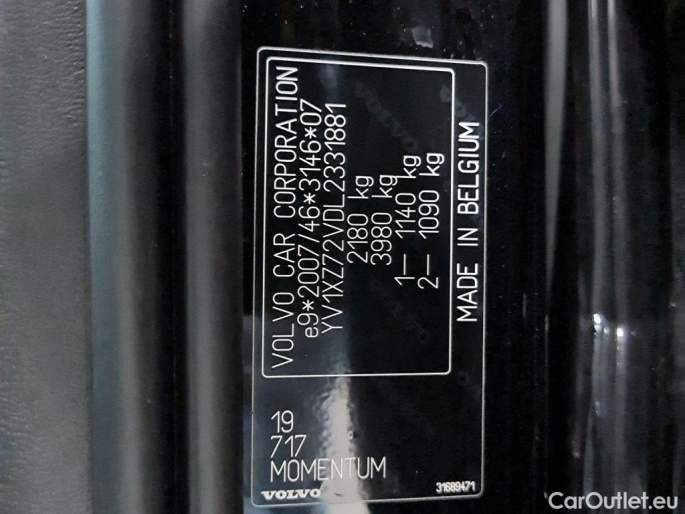 VOLVO CAR CORPORATION
e9*2007/46*3146*07
YV1XZ72VDL2331881
2180 kg
3980 kg
1— 1140 kg
2— 1090 kg
MADE IN BELGIUM
19
717
MOMENTUM
VOLVO
31689471
CarOutlet.eu